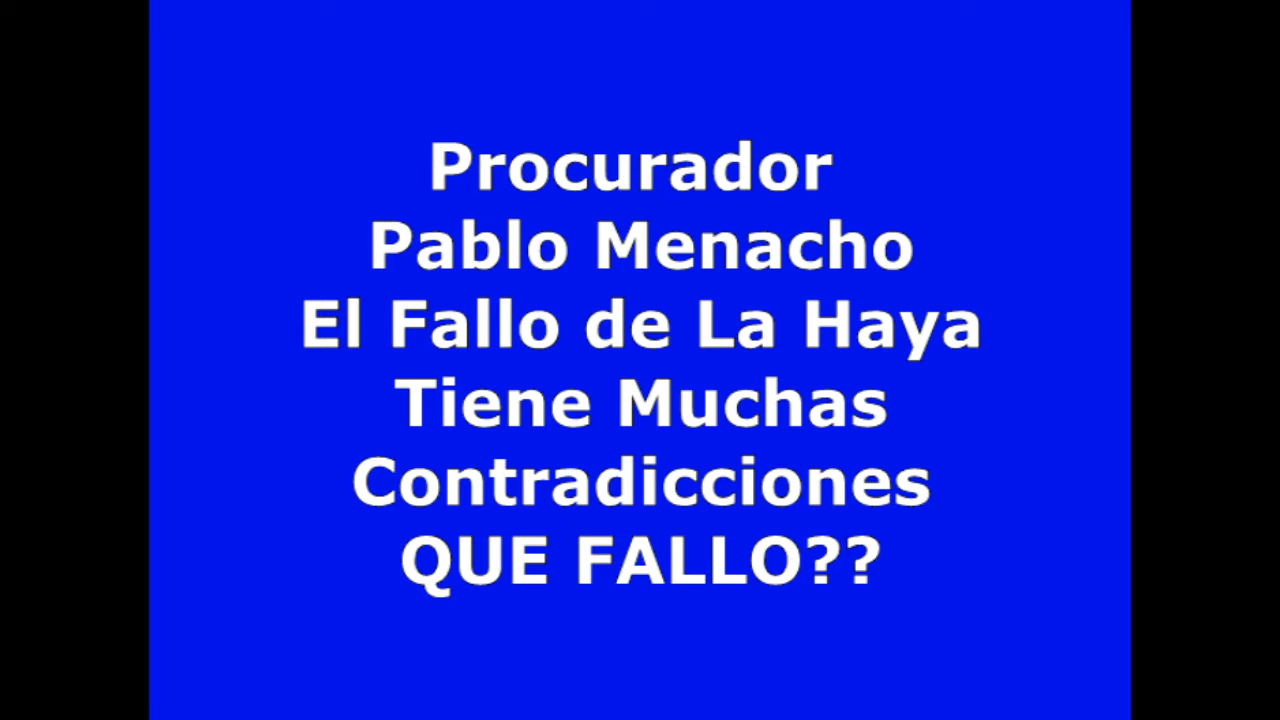 Procurador
Pablo Menacho
El Fallo de La Haya
Tiene Muchas
Contradicciones
QUE FALLO??